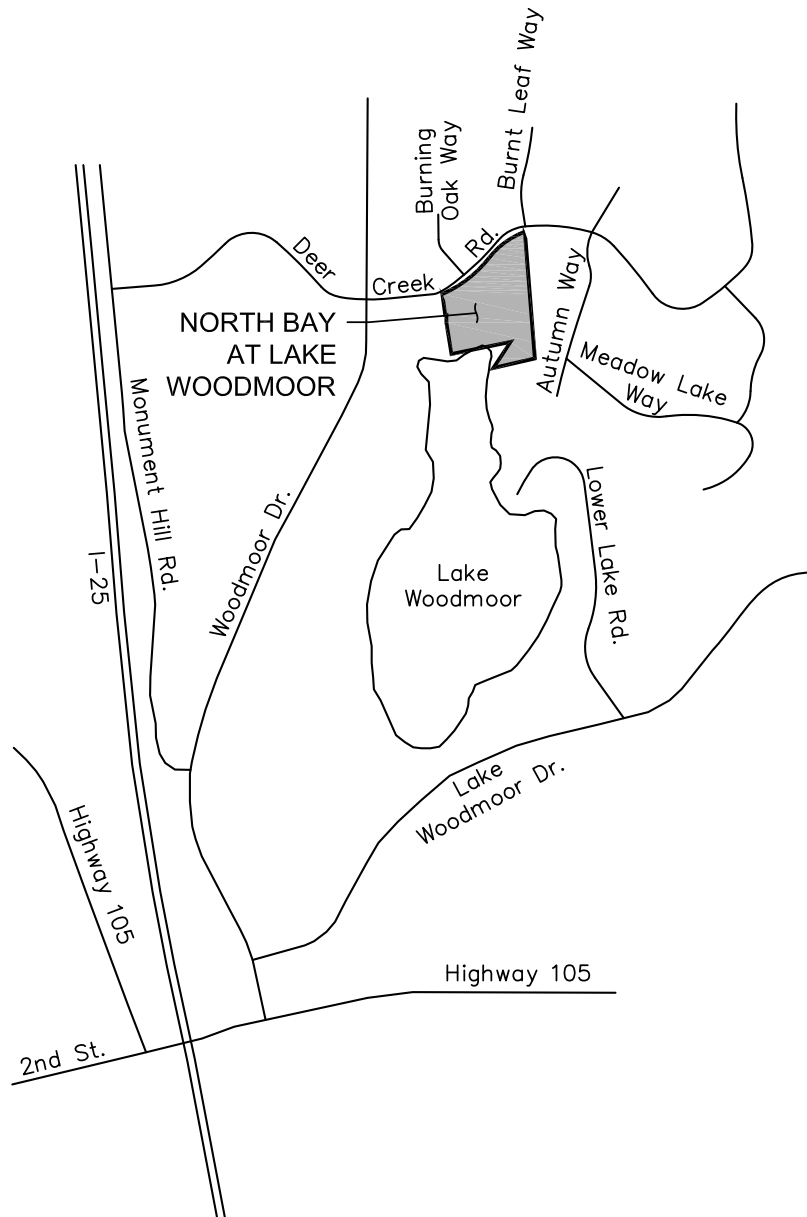 Burnt Leaf Way
Burning
Oak Way
Deer
Creek
Rd.
NORTH BAY
AT LAKE
WOODMOOR
Autumn Way
Meadow Lake
Way
Monument Hill Rd.
Woodmoor Dr.
I-25
Lake
Woodmoor
Lower Lake Rd.
Lake
Woodmoor Dr.
Highway 105
Highway 105
2nd St.